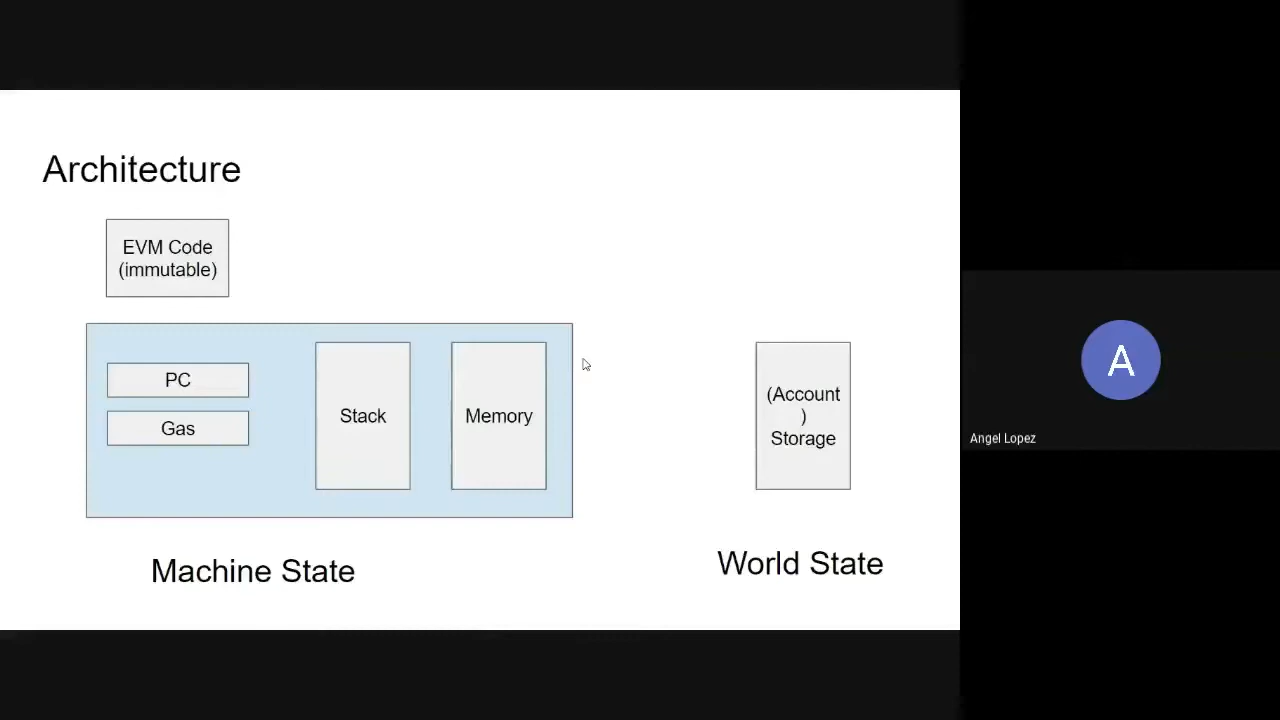 Architecture
EVM Code
(immutable)
PC
Gas
Stack
Memory
(Account
)
Storage
Machine State
World State
A
Angel Lopez